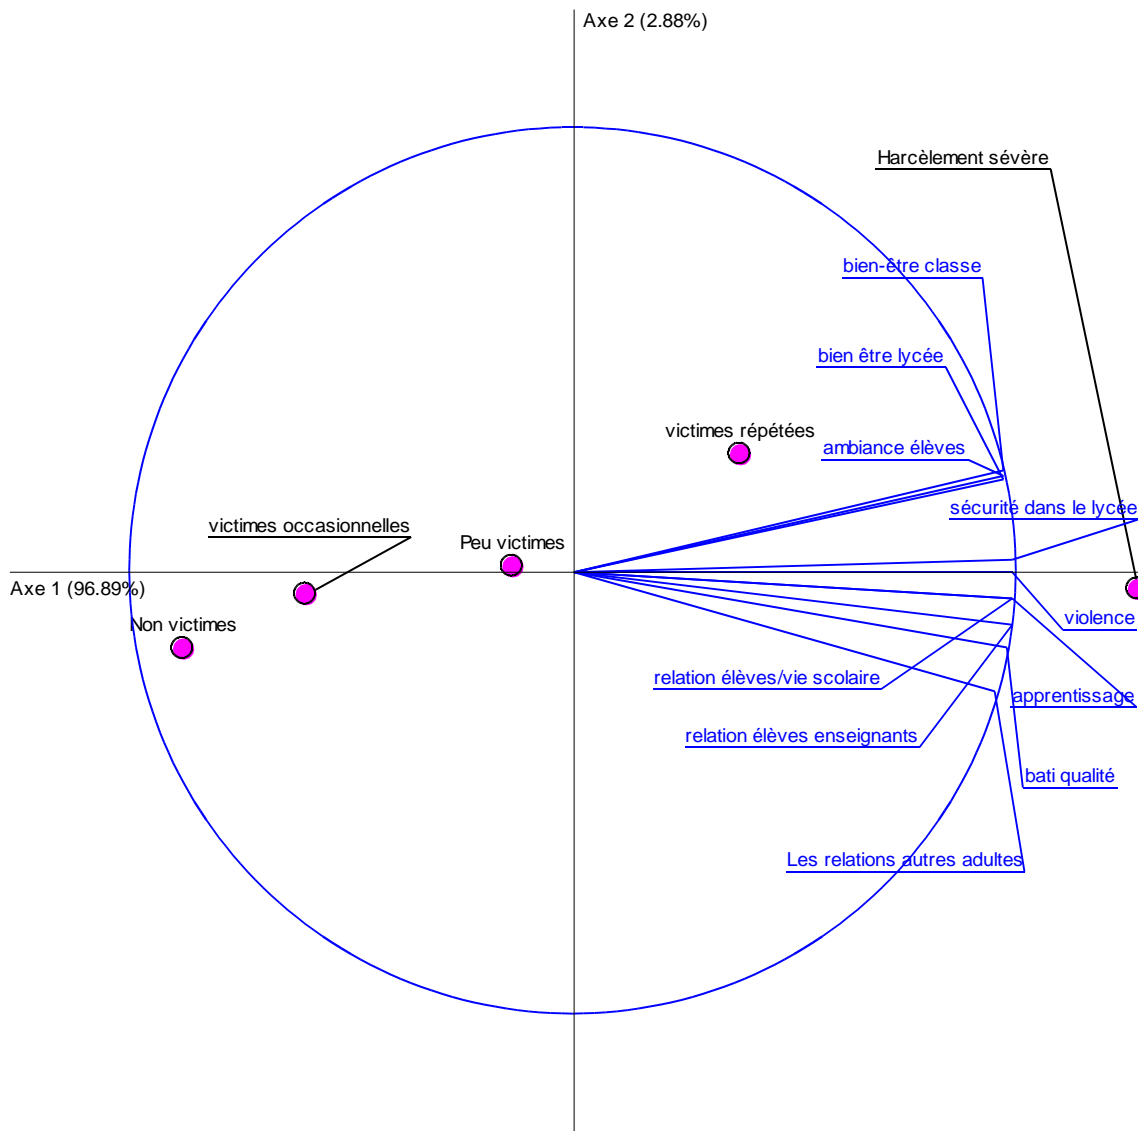 Axe 2 (2.88%)
Harcèlement sévère
bien-être classe
bien être lycée
victimes répétées
ambiance élèves
sécurité dans le lycée
victimes occasionnelles
Peu victimes
Axe 1 (96.89%)
Non victimes
violence
relation élèves/vie scolaire
apprentissage
relation élèves enseignants
bati qualité
Les relations autres adultes